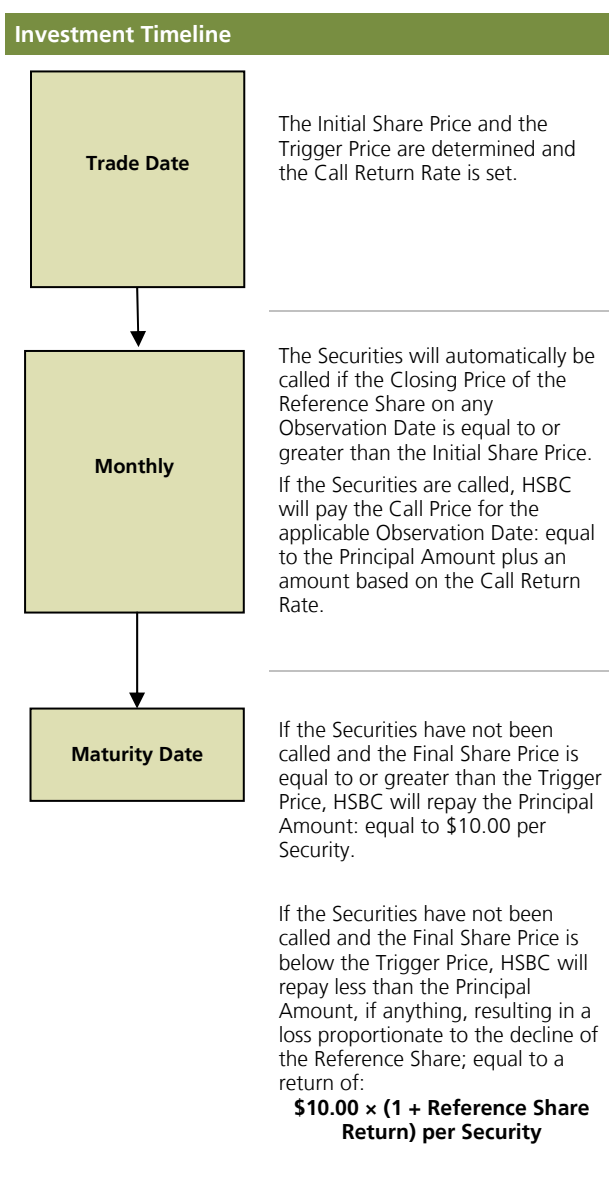 Investment Timeline
Trade Date
The Initial Share Price and the
Trigger Price are determined and
the Call Return Rate is set.
Monthly
The Securities will automatically be
called if the Closing Price of the
Reference Share on any
Observation Date is equal to or
greater than the Initial Share Price.
If the Securities are called, HSBC
will pay the Call Price for the
applicable Observation Date: equal
to the Principal Amount plus an
amount based on the Call Return
Rate.
Maturity Date
If the Securities have not been
called and the Final Share Price is
equal to or greater than the Trigger
Price, HSBC will repay the Principal
Amount: equal to $10.00 per
Security.
If the Securities have not been
called and the Final Share Price is
below the Trigger Price, HSBC will
repay less than the Principal
Amount, if anything, resulting in a
loss proportionate to the decline of
the Reference Share; equal to a
return of:
$10.00 × (1 + Reference Share
Return) per Security